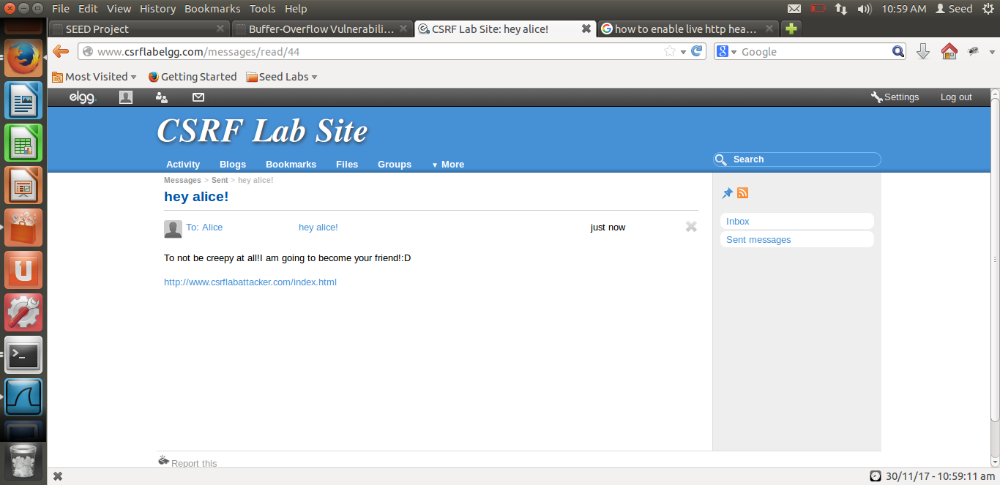 File Edit View History Bookmarks Tools Help 10:59 AM Seed
SEED Project Buffer-Overflow Vulnerabili... CSRF Lab Site: hey alice! how to enable live http hea...
www.csrflabelgg.com/messages/read/44 Google
Most Visited Getting Started Seed Labs
elgg. Settings Log out
CSRF Lab Site
Activity Blogs Bookmarks Files Groups More Search
Messages > Sent > hey alice!
hey alice!
To: Alice hey alice! just now
To not be creepy at all!I am going to become your friend!:D
http://www.csrflabattacker.com/index.html
Inbox
Sent messages
Report this
30/11/17 - 10:59:11 am